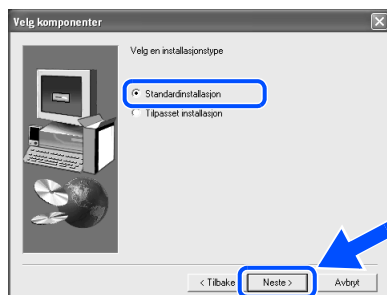 Velg komponenter
Velg en installasjonstype
Standardinstallasjon
Tilpasset installasjon
< Tilbake
Neste >
Avbryt